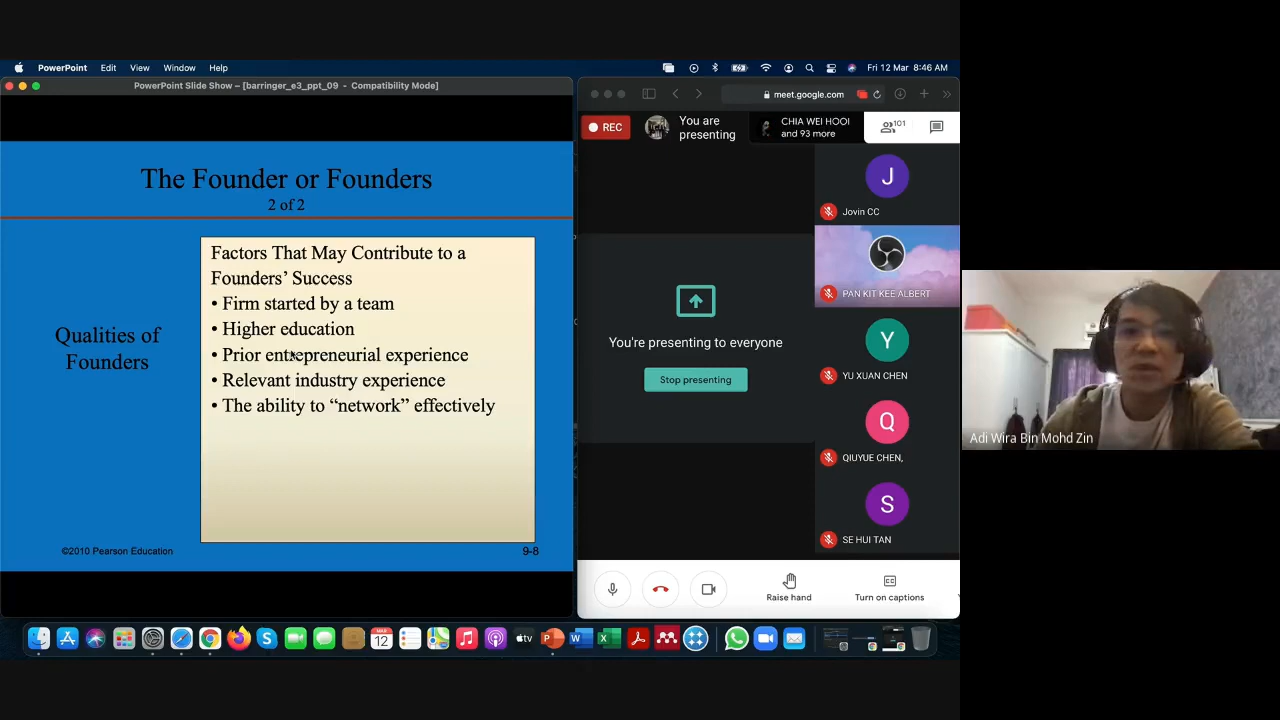 PowerPoint Edit View Window Help
Fri 12 Mar 8:46 AM
PowerPoint Slide Show – [barringer_e3_ppt_09 - Compatibility Mode]
The Founder or Founders
2 of 2
Qualities of
Founders
Factors That May Contribute to a
Founders’ Success
• Firm started by a team
• Higher education
• Prior entrepreneurial experience
• Relevant industry experience
• The ability to “network” effectively
©2010 Pearson Education
9-8
meet.google.com
REC
You are
presenting
CHIA WEI HOOI
and 93 more
101
You're presenting to everyone
Stop presenting
J
Jovin CC
PAN KIT KEE ALBERT
Y
YU XUAN CHEN
Q
QIUYUE CHEN,
S
SE HUI TAN
Raise hand
Turn on captions
MAR
12
tv
Adi Wira Bin Mohd Zin